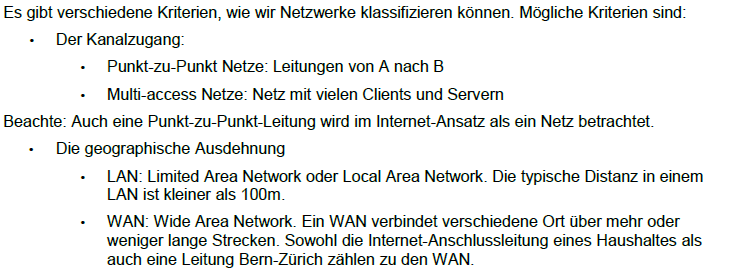 Es gibt verschiedene Kriterien, wie wir Netzwerke klassifizieren können. Mögliche Kriterien sind:
• Der Kanalzugang:
• Punkt-zu-Punkt Netze: Leitungen von A nach B
• Multi-access Netze: Netz mit vielen Clients und Servern
Beachte: Auch eine Punkt-zu-Punkt-Leitung wird im Internet-Ansatz als ein Netz betrachtet.
• Die geographische Ausdehnung
• LAN: Limited Area Network oder Local Area Network. Die typische Distanz in einem
LAN ist kleiner als 100m.
• WAN: Wide Area Network. Ein WAN verbindet verschiedene Ort über mehr oder
weniger lange Strecken. Sowohl die Internet-Anschlussleitung eines Haushaltes als
auch eine Leitung Bern-Zürich zählen zu den WAN.